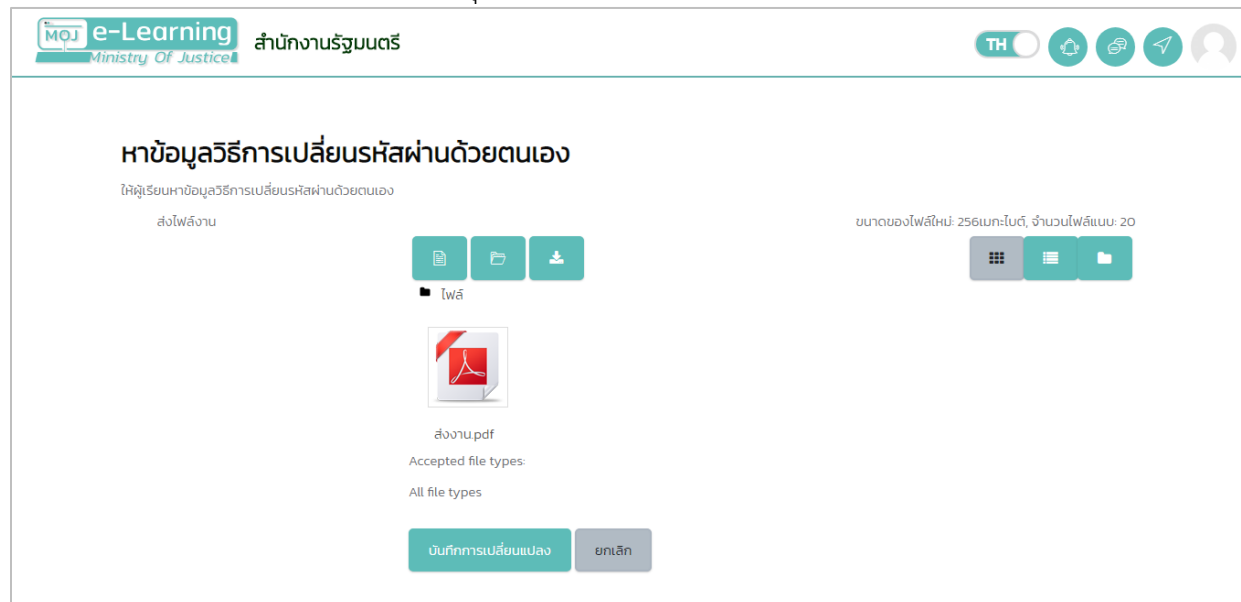 MOJ e-Learning
Ministry Of Justice
สำนักงานรัฐมนตรี
TH
หาข้อมูลวิธีการเปลี่ยนรหัสผ่านด้วยตนเอง
ให้ผู้เรียนหาข้อมูลวิธีการเปลี่ยนรหัสผ่านด้วยตนเอง
ส่งไฟล์งาน
ขนาดของไฟล์ใหม่: 256เมกะไบต์, จำนวนไฟล์แนบ: 20
ไฟล์
ส่งงาน.pdf
Accepted file types:
All file types
บันทึกการเปลี่ยนแปลง
ยกเลิก